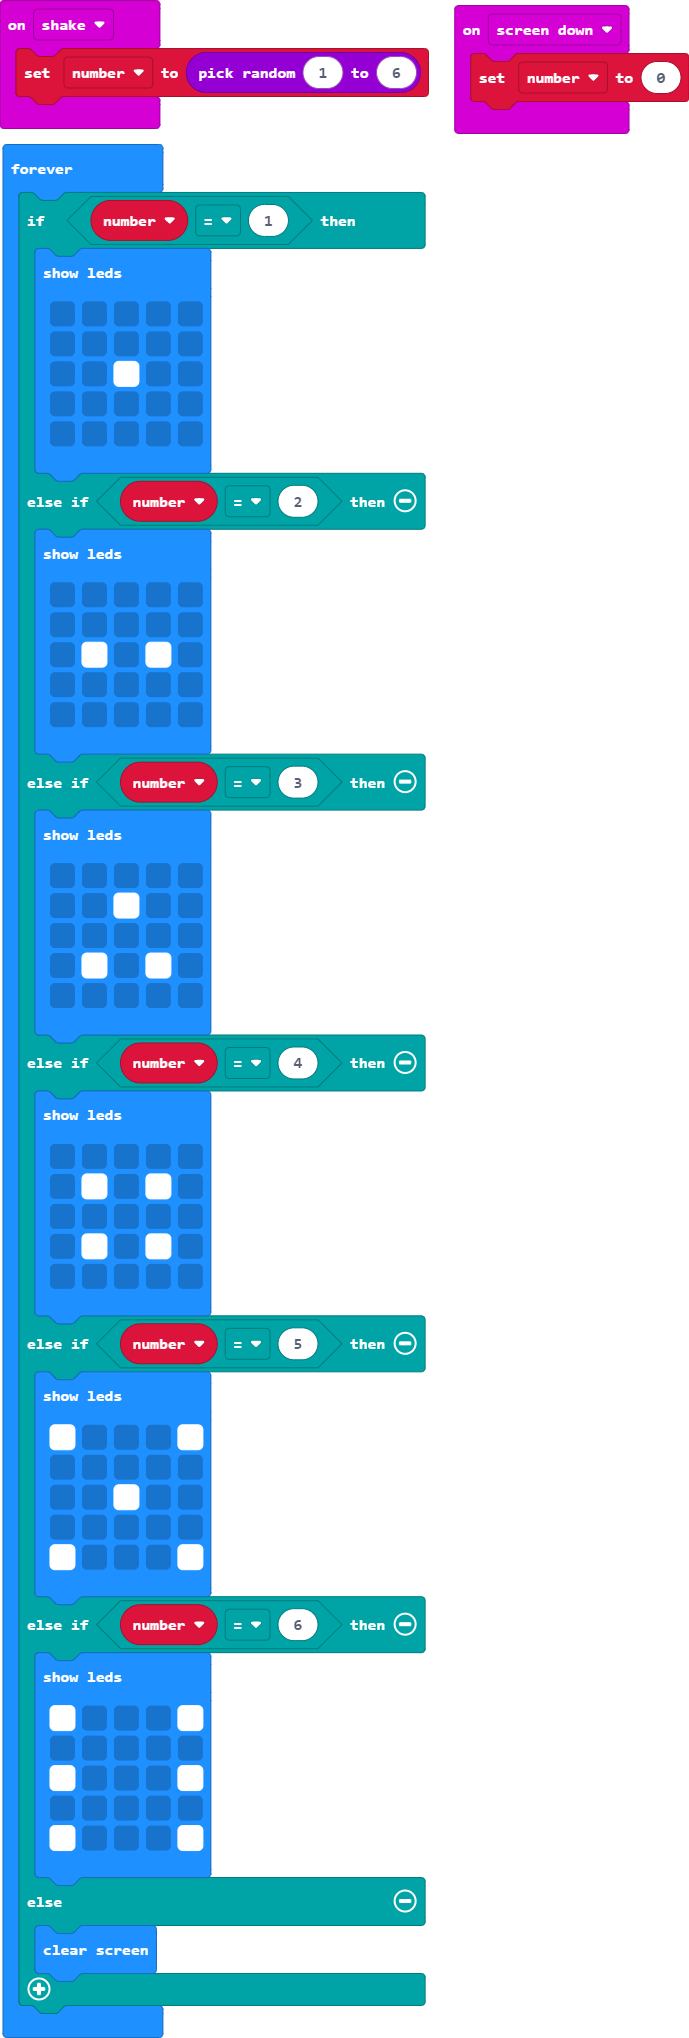 on shake
set number to pick random 1 to 6
on screen down
set number to 0
forever
if number = 1 then
show leds
else if number = 2 then
show leds
else if number = 3 then
show leds
else if number = 4 then
show leds
else if number = 5 then
show leds
else if number = 6 then
show leds
else
clear screen